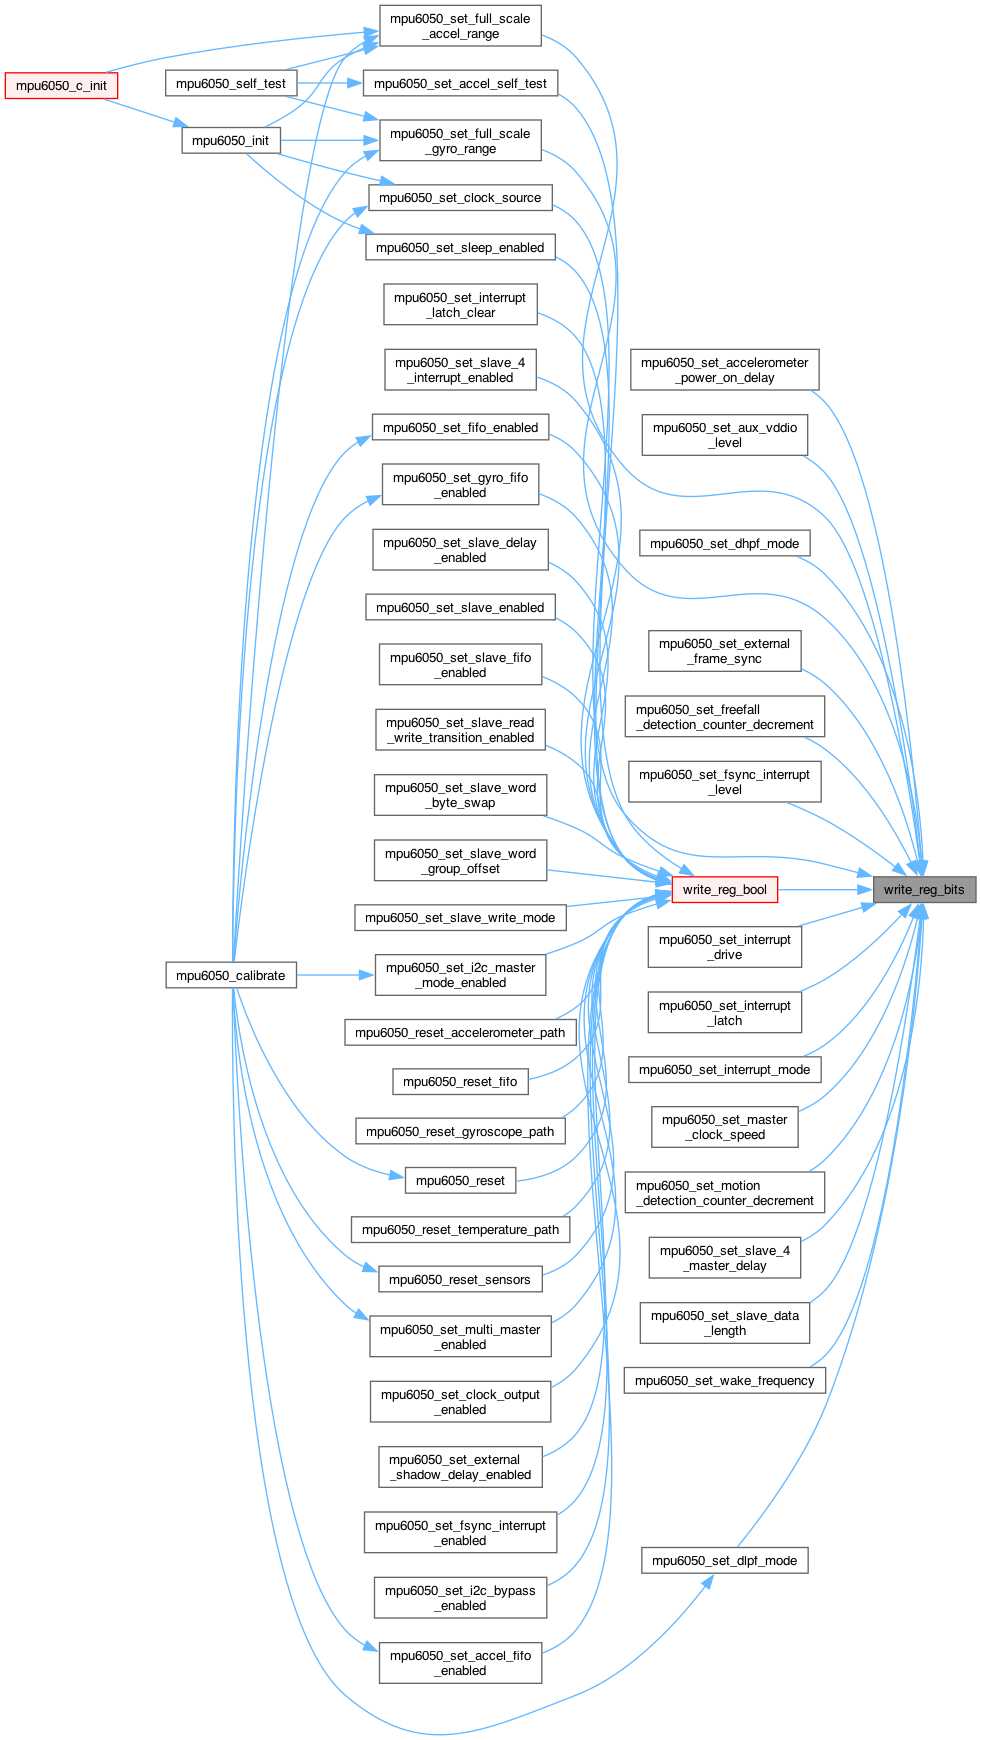 mpu6050_c_init
mpu6050_self_test
mpu6050_init
mpu6050_calibrate
mpu6050_set_full_scale
_accel_range
mpu6050_set_accel_self_test
mpu6050_set_full_scale
_gyro_range
mpu6050_set_clock_source
mpu6050_set_sleep_enabled
mpu6050_set_interrupt
_latch_clear
mpu6050_set_slave_4
_interrupt_enabled
mpu6050_set_fifo_enabled
mpu6050_set_gyro_fifo
_enabled
mpu6050_set_slave_delay
_enabled
mpu6050_set_slave_enabled
mpu6050_set_slave_fifo
_enabled
mpu6050_set_slave_read
_write_transition_enabled
mpu6050_set_slave_word
_byte_swap
mpu6050_set_slave_word
_group_offset
mpu6050_set_slave_write_mode
mpu6050_set_i2c_master
_mode_enabled
mpu6050_reset_accelerometer_path
mpu6050_reset_fifo
mpu6050_reset_gyroscope_path
mpu6050_reset
mpu6050_reset_temperature_path
mpu6050_reset_sensors
mpu6050_set_multi_master
_enabled
mpu6050_set_clock_output
_enabled
mpu6050_set_external
_shadow_delay_enabled
mpu6050_set_fsync_interrupt
_enabled
mpu6050_set_i2c_bypass
_enabled
mpu6050_set_accel_fifo
_enabled
mpu6050_set_accelerometer
_power_on_delay
mpu6050_set_aux_vddio
_level
mpu6050_set_dhpf_mode
mpu6050_set_external
_frame_sync
mpu6050_set_freefall
_detection_counter_decrement
mpu6050_set_fsync_interrupt
_level
write_reg_bool
mpu6050_set_interrupt
_drive
mpu6050_set_interrupt
_latch
mpu6050_set_interrupt_mode
mpu6050_set_master
_clock_speed
mpu6050_set_motion
_detection_counter_decrement
mpu6050_set_slave_4
_master_delay
mpu6050_set_slave_data
_length
mpu6050_set_wake_frequency
mpu6050_set_dlpf_mode
write_reg_bits